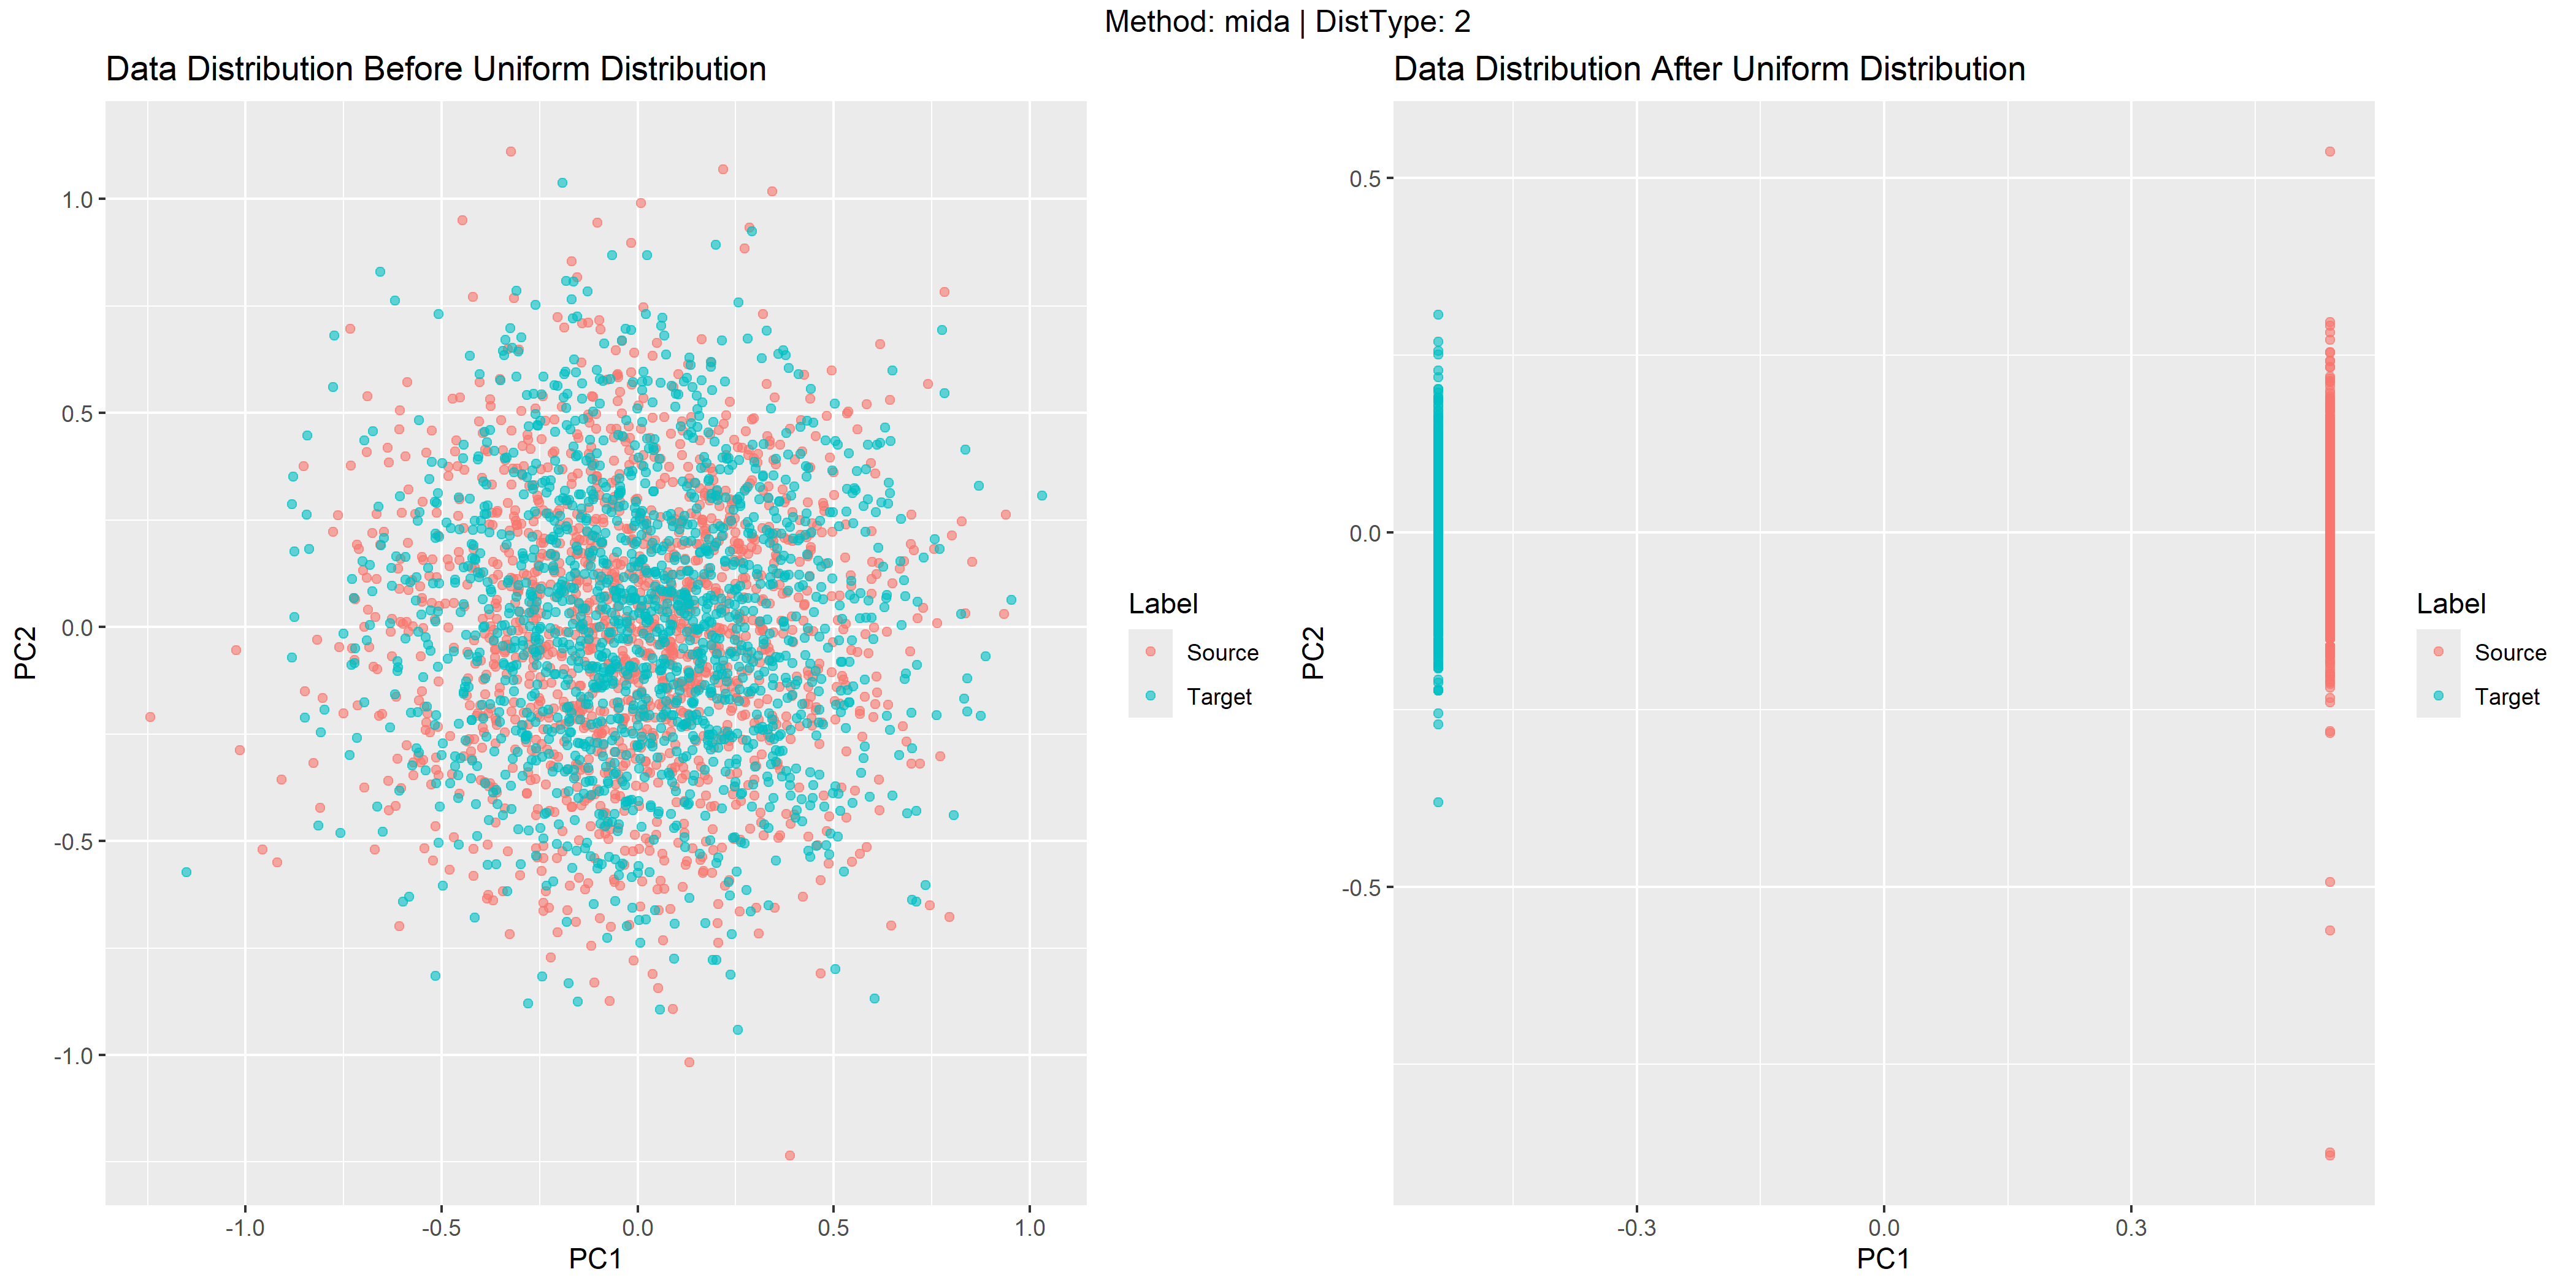 Method: mida | DistType: 2
Data Distribution Before Uniform Distribution
1.0
0.5
0.0
-0.5
-1.0
PC2
-1.0
-0.5
0.0
0.5
1.0
PC1
Label
Source
Target
Data Distribution After Uniform Distribution
0.5
0.0
-0.5
PC2
-0.3
0.0
0.3
PC1
Label
Source
Target